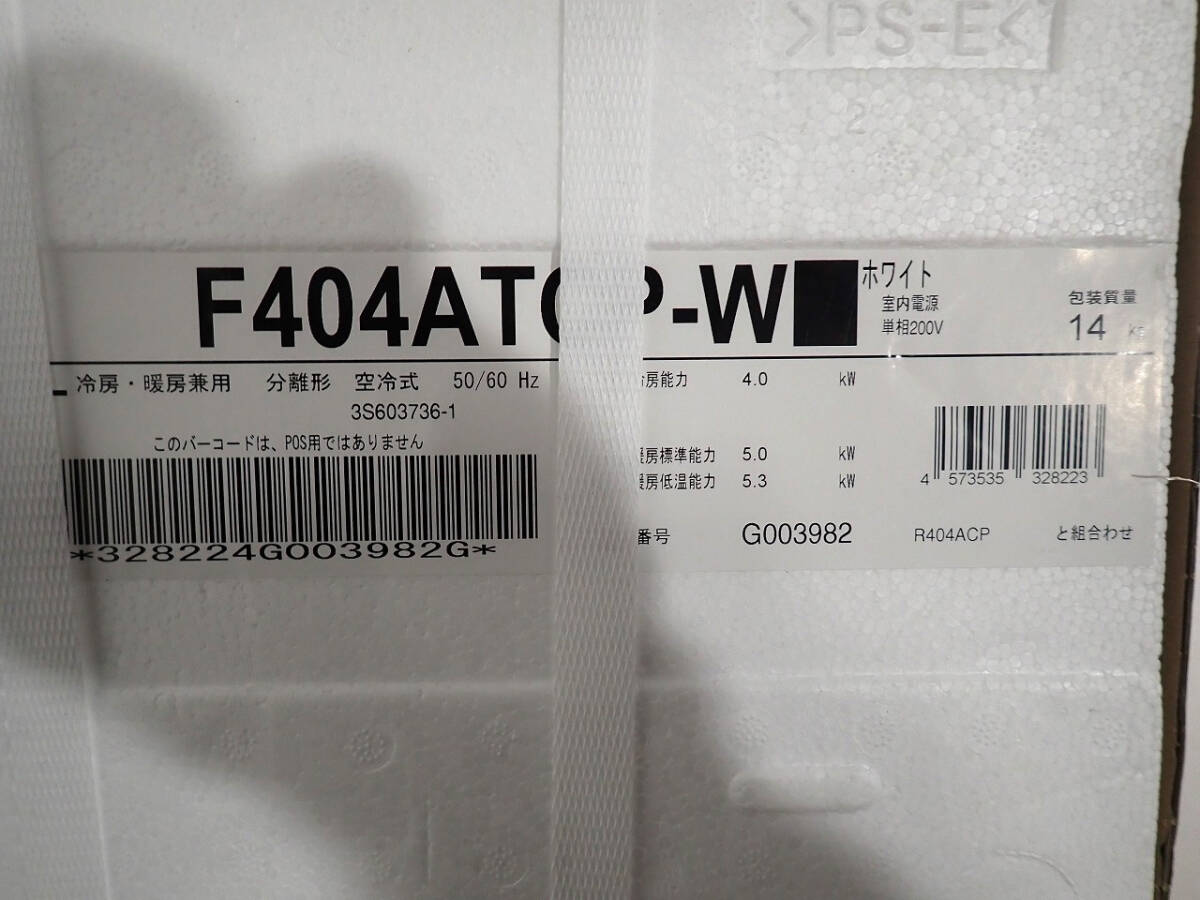 >PS-E<
2
F404ATCP-W ホワイト
室内電源
単相200V
包装質量
14 kg
冷房・暖房兼用 分離形 空冷式 50/60 Hz
3S603736-1
このバーコードは、POS用ではありません
*328224G003982G*
冷房能力 4.0 kW
暖房標準能力 5.0 kW
暖房低温能力 5.3 kW
4 573535 328223
番号 G003982 R404ACP と組合わせ